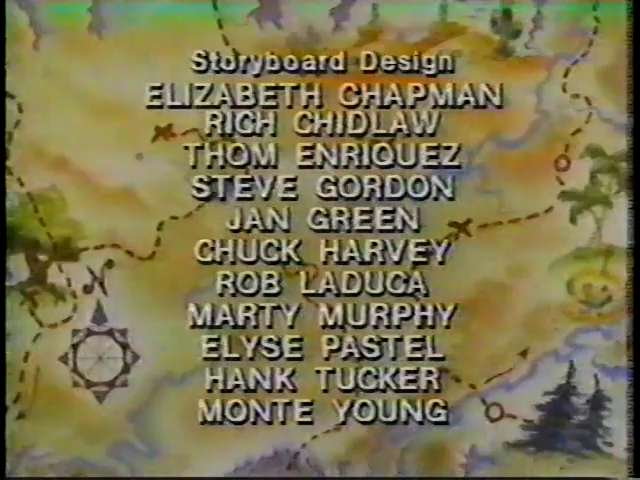 Storyboard Design
ELIZABETH CHAPMAN
RICH CHIDLAW
THOM ENRIQUEZ
STEVE GORDON
JAN GREEN
CHUCK HARVEY
ROB LADUCA
MARTY MURPHY
ELYSE PASTEL
HANK TUCKER
MONTE YOUNG
N